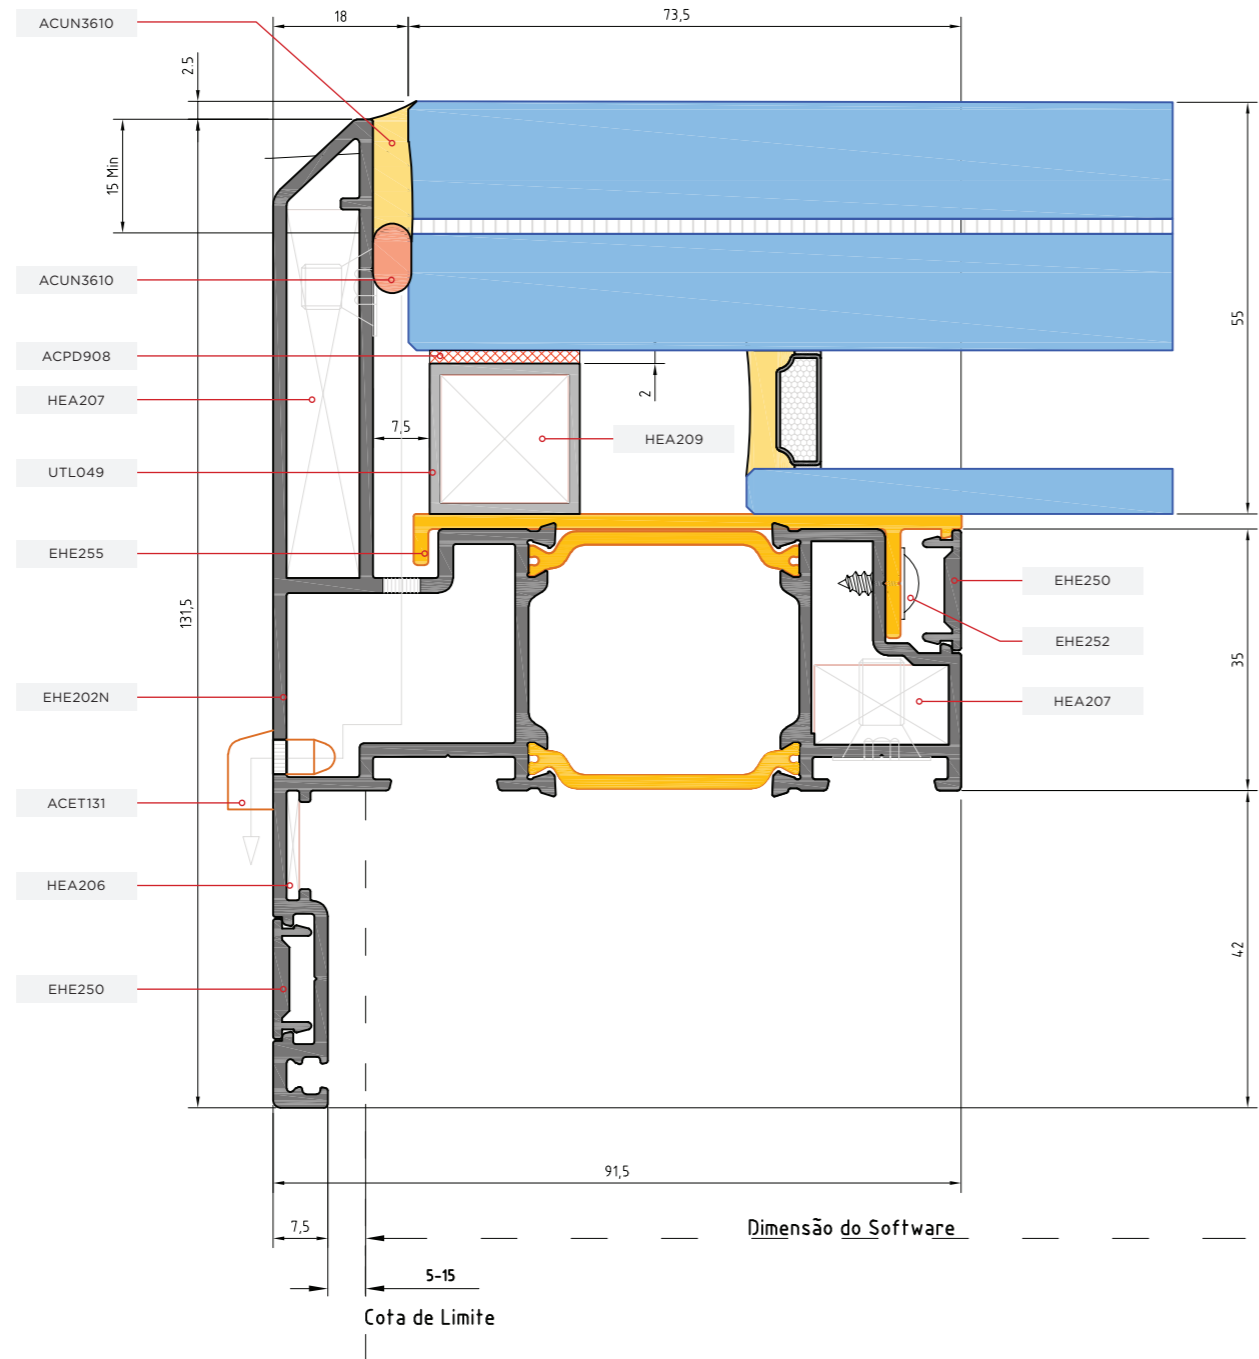 ACUN3610
18
73,5
2.5
15 Min
ACUN3610
55
ACPD908
2
HEA207
7,5
HEA209
UTL049
EHE255
EHE250
131,5
EHE252
35
EHE202N
HEA207
ACET131
HEA206
42
EHE250
91,5
7,5
Dimensão do Software
5-15
Cota de Limite